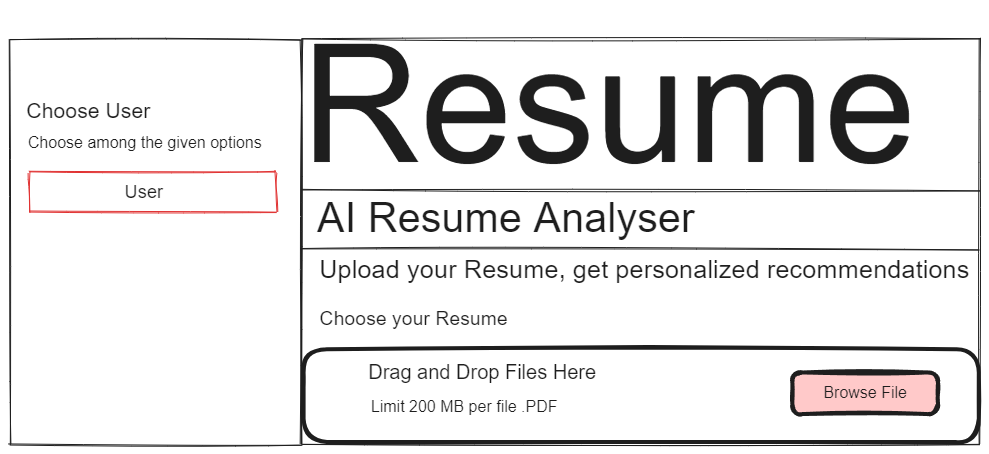 Choose User
Choose among the given options
User
Resume
AI Resume Analyser
Upload your Resume, get personalized recommendations
Choose your Resume
Drag and Drop Files Here
Limit 200 MB per file .PDF
Browse File